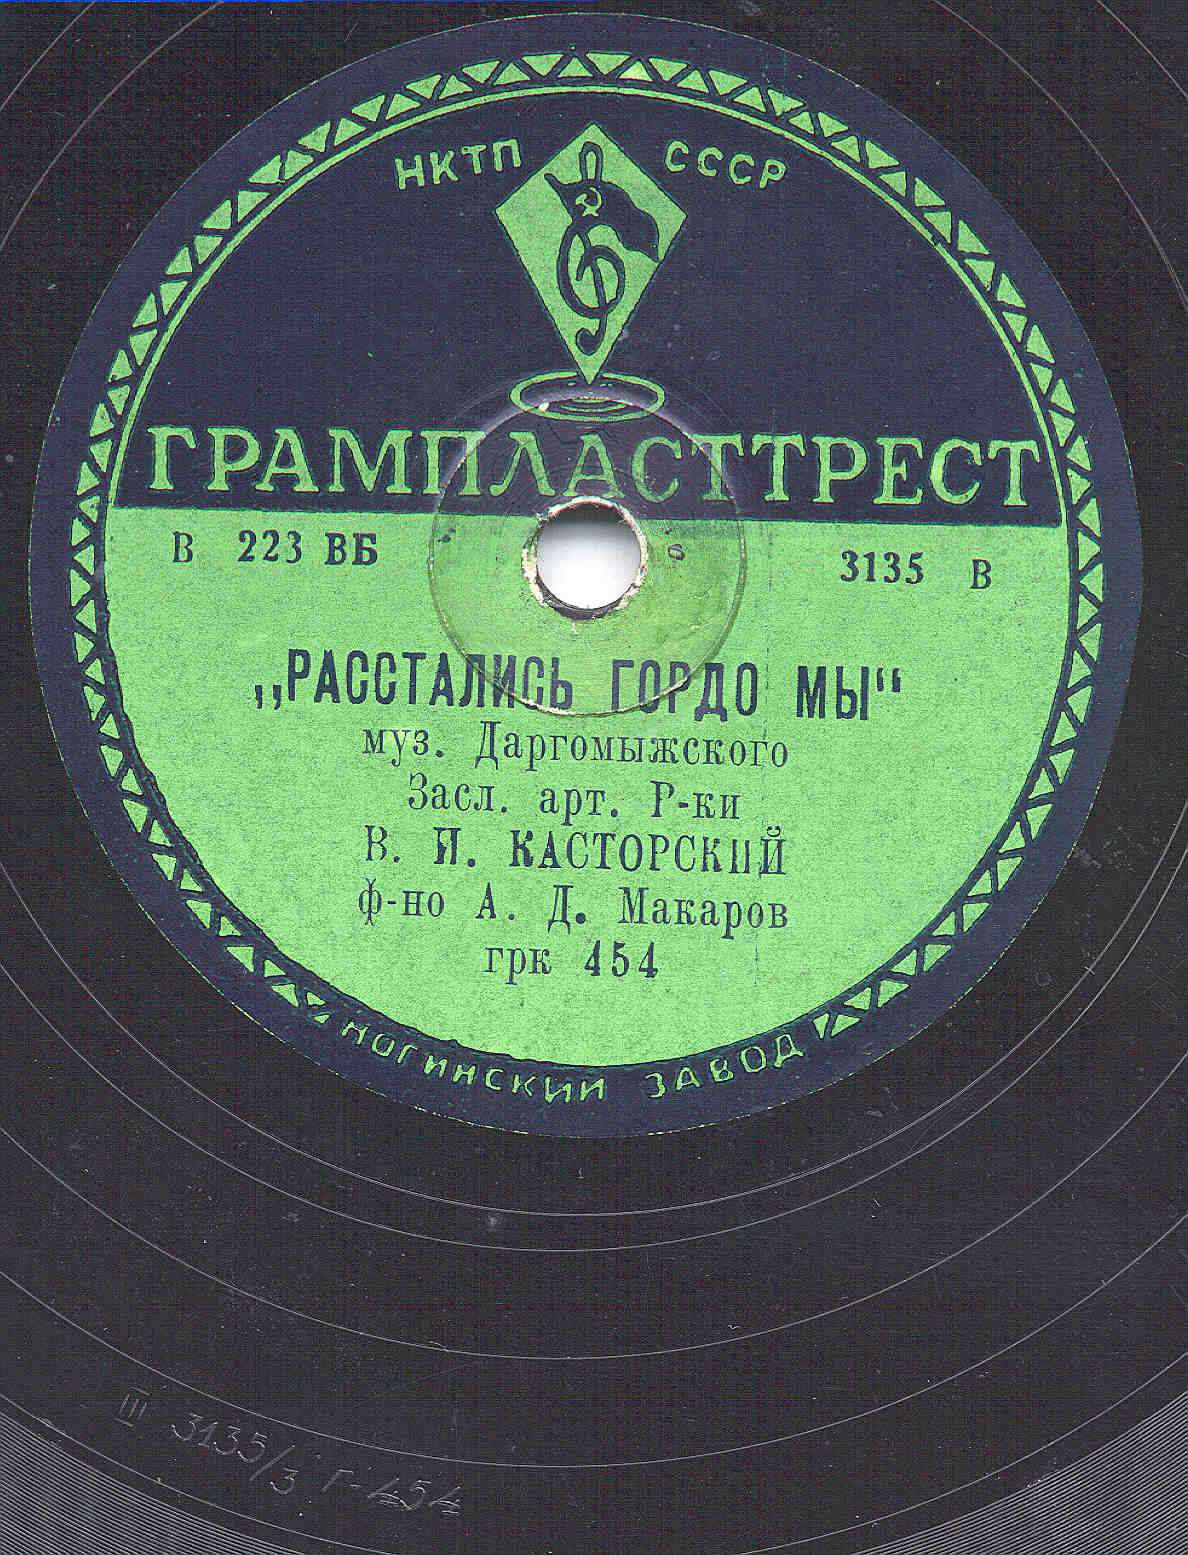 НКТП СССР
ГРАМПЛАСТТРЕСТ
В 223 ВБ 3135 В
„РАССТАЛИСЬ ГОРДО МЫ“
муз. Даргомыжского
Засл. арт. Р-ки
В. И. КАСТОРСКИЙ
ф-но А. Д. Макаров
грк 454
НОГИНСКИЙ ЗАВОД
III 3135/3 Г-454